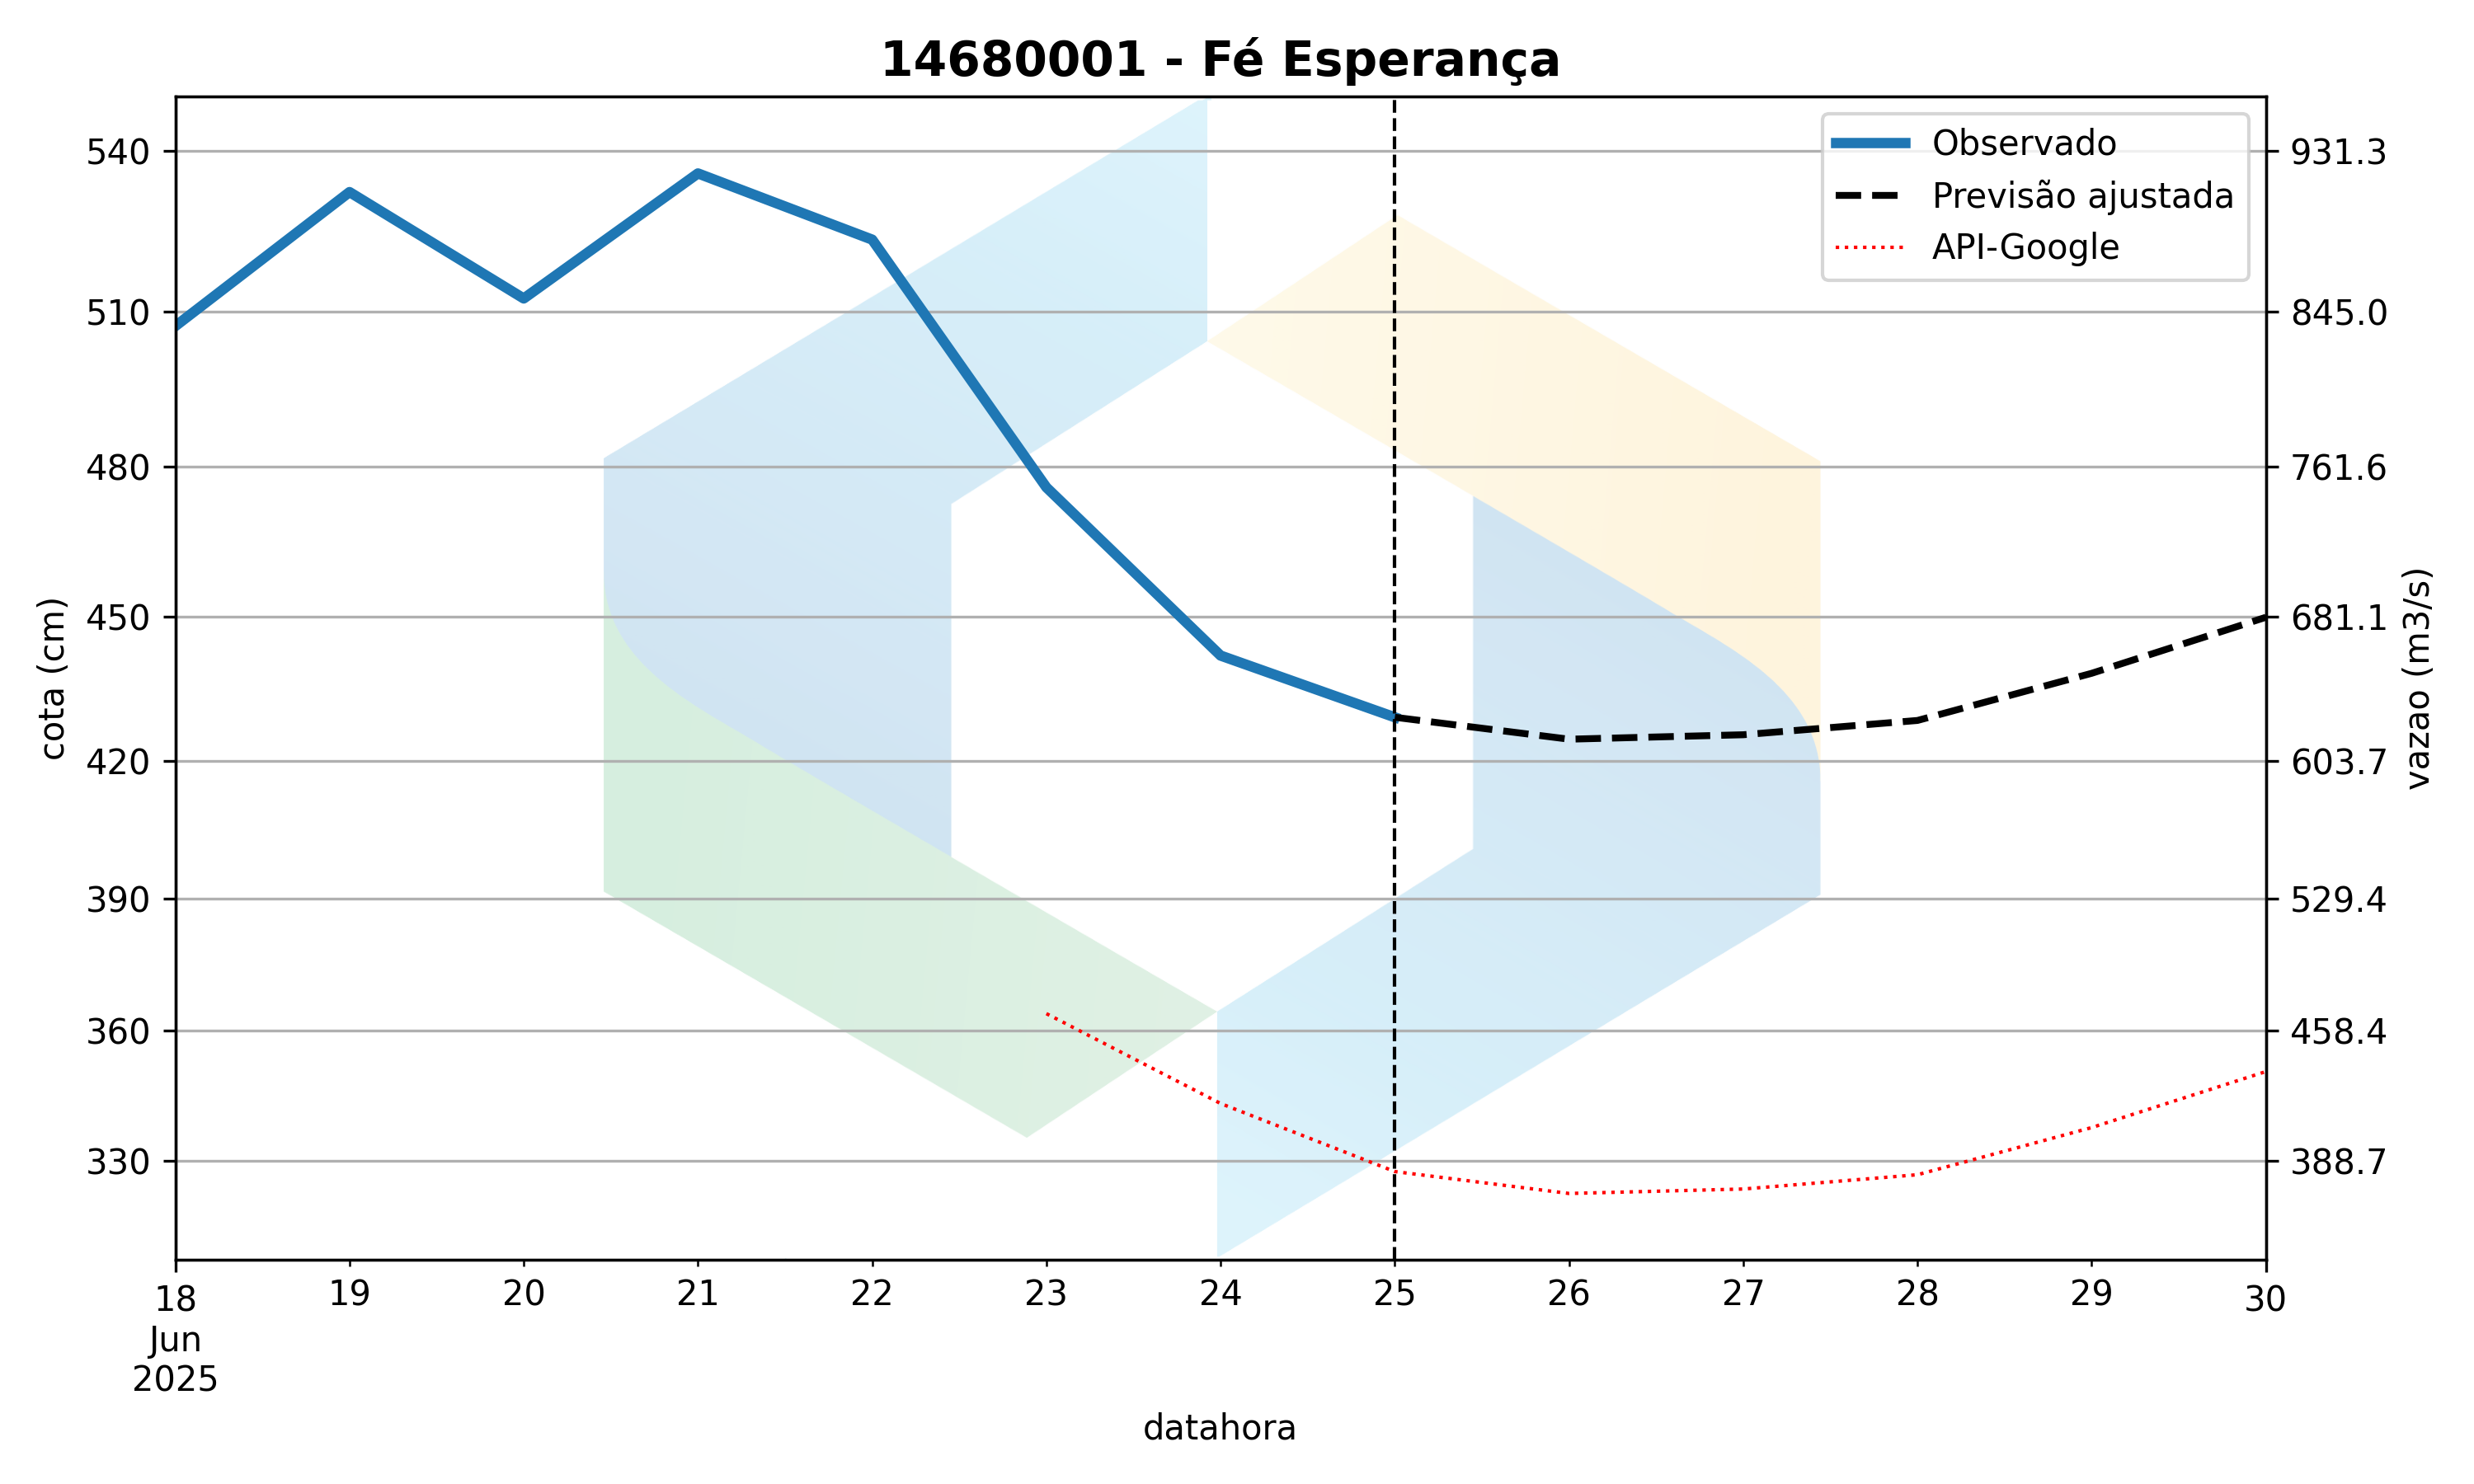 14680001 - Fé Esperança
Observado
Previsão ajustada
API-Google
cota (cm)
540
510
480
450
420
390
360
330
vazao (m3/s)
931.3
845.0
761.6
681.1
603.7
529.4
458.4
388.7
18 19 20 21 22 23 24 25 26 27 28 29 30
Jun
2025
datahora